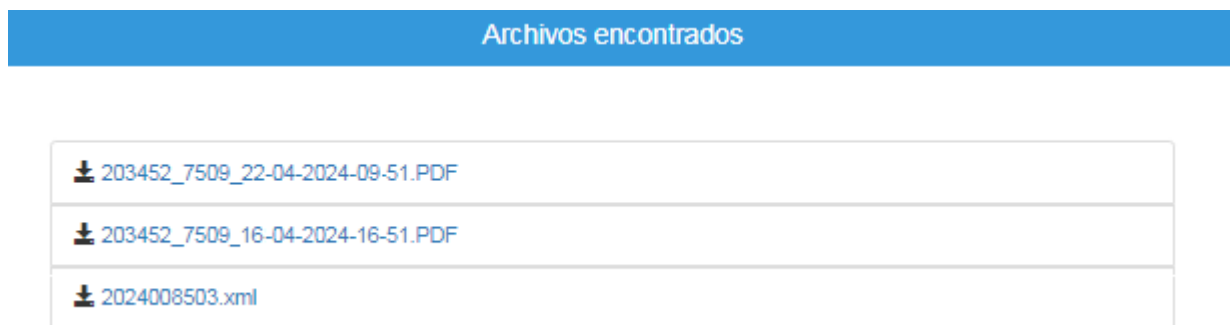 Archivos encontrados
203452_7509_22-04-2024-09-51.PDF
203452_7509_16-04-2024-16-51.PDF
2024008503.xml